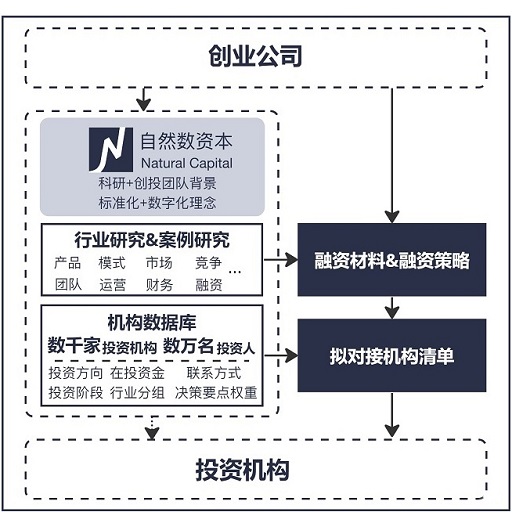 创业公司
自然数资本
Natural Capital
科研+创投团队背景
标准化+数字化理念
行业研究&案例研究
产品 模式 市场 竞争
团队 运营 财务 融资 ...
融资材料&融资策略
机构数据库
数千家投资机构 数万名投资人
投资方向 在投资金 联系方式
投资阶段 行业分组 决策要点权重
拟对接机构清单
投资机构